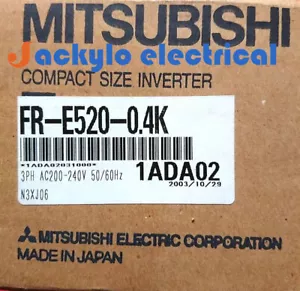 MITSUBISHI
Jackylo electrical
COMPACT SIZE INVERTER
FR-E520-0.4K
*1ADA02031000*
1ADA02
3PH AC200-240V 50/60Hz
2003/10/29
N3XJ06
MITSUBISHI ELECTRIC CORPORATION
MADE IN JAPAN